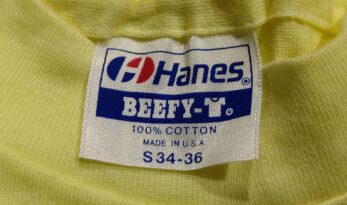 Hanes®
BEEFY-T®
100% COTTON
MADE IN U.S.A.
S 34-36